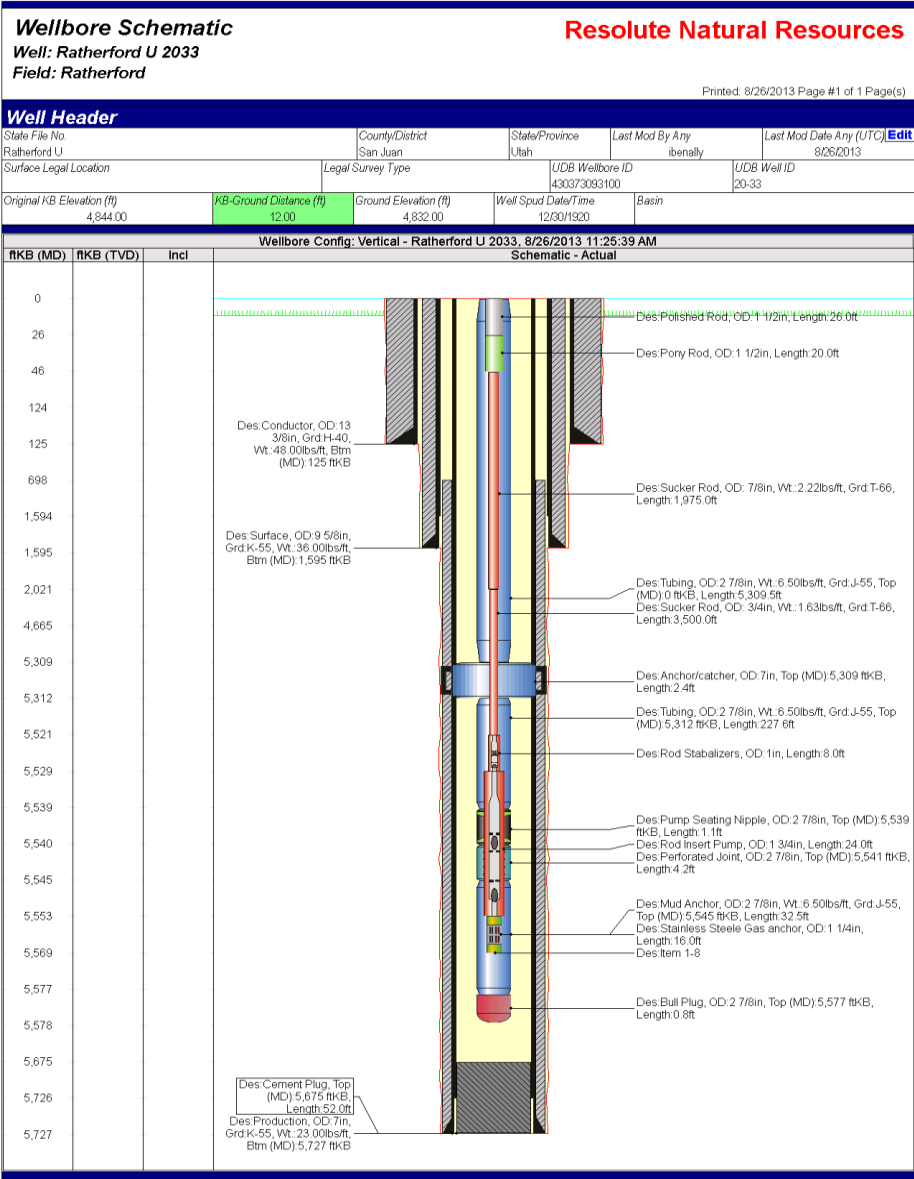 Wellbore Schematic
Resolute Natural Resources
Well: Ratherford U 2033
Field: Ratherford
Printed: 8/26/2013 Page #1 of 1 Page(s)
Well Header
State File No. County/District State/Province Last Mod By Any Last Mod Date Any (UTC) Edit
Ratherford U San Juan Utah ibenally 8/26/2013
Surface Legal Location Legal Survey Type UDB Wellbore ID UDB Well ID
430373093100 20-33
Original KB Elevation (ft) KB-Ground Distance (ft) Ground Elevation (ft) Well Spud Date/Time Basin
4,844.00 12.00 4,832.00 12/30/1920
Wellbore Config: Vertical - Ratherford U 2033, 8/26/2013 11:25:39 AM
ftKB (MD) ftKB (TVD) Incl Schematic - Actual
0
26
46
124
125
698
1,594
1,595
2,021
4,665
5,309
5,312
5,521
5,529
5,539
5,540
5,545
5,553
5,569
5,577
5,578
5,675
5,726
5,727
Des:Conductor, OD:13
3/8in, Grd:H-40,
Wt.:48.00lbs/ft, Btm
(MD):125 ftKB
Des:Surface, OD:9 5/8in,
Grd:K-55, Wt.:36.00lbs/ft,
Btm (MD):1,595 ftKB
Des:Cement Plug, Top
(MD):5,675 ftKB,
Length:52.0ft
Des:Production, OD:7in,
Grd:K-55, Wt.:23.00lbs/ft,
Btm (MD):5,727 ftKB
Des:Polished Rod, OD:1 1/2in, Length:26.0ft
Des:Pony Rod, OD:1 1/2in, Length:20.0ft
Des:Sucker Rod, OD: 7/8in, Wt.:2.22lbs/ft, Grd:T-66,
Length:1,975.0ft
Des:Tubing, OD:2 7/8in, Wt.:6.50lbs/ft, Grd:J-55, Top
(MD):0 ftKB, Length:5,309.5ft
Des:Sucker Rod, OD: 3/4in, Wt.:1.63lbs/ft, Grd:T-66,
Length:3,500.0ft
Des:Anchor/catcher, OD:7in, Top (MD):5,309 ftKB,
Length:2.4ft
Des:Tubing, OD:2 7/8in, Wt.:6.50lbs/ft, Grd:J-55, Top
(MD):5,312 ftKB, Length:227.6ft
Des:Rod Stabalizers, OD:1in, Length:8.0ft
Des:Pump Seating Nipple, OD:2 7/8in, Top (MD):5,539
ftKB, Length:1.1ft
Des:Rod Insert Pump, OD:1 3/4in, Length:24.0ft
Des:Perforated Joint, OD:2 7/8in, Top (MD):5,541 ftKB,
Length:4.2ft
Des:Mud Anchor, OD:2 7/8in, Wt.:6.50lbs/ft, Grd:J-55,
Top (MD):5,545 ftKB, Length:32.5ft
Des:Stainless Steele Gas anchor, OD:1 1/4in,
Length:16.0ft
Des:Item 1-8
Des:Bull Plug, OD:2 7/8in, Top (MD):5,577 ftKB,
Length:0.8ft